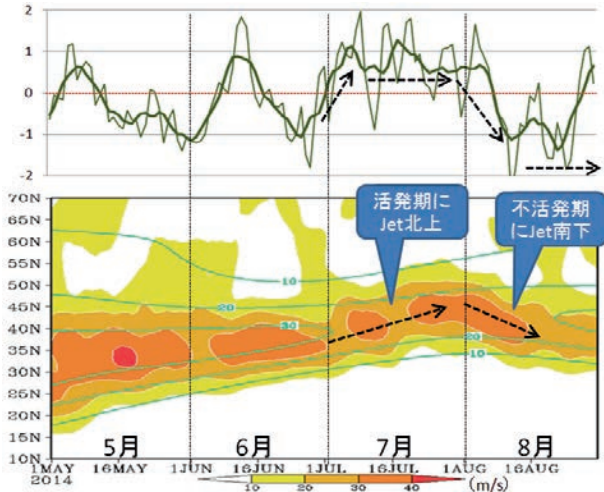 2
1
0
-1
-2
70N
65N
60N
55N
50N
45N
40N
35N
30N
25N
20N
15N
10N
活発期に
Jet北上
不活発期
にJet南下
10
20
30
20
10
5月
6月
7月
8月
1MAY
2014
16MAY
1JUN
16JUN
1JUL
16JUL
1AUG
16AUG
10
20
30
40
(m/s)